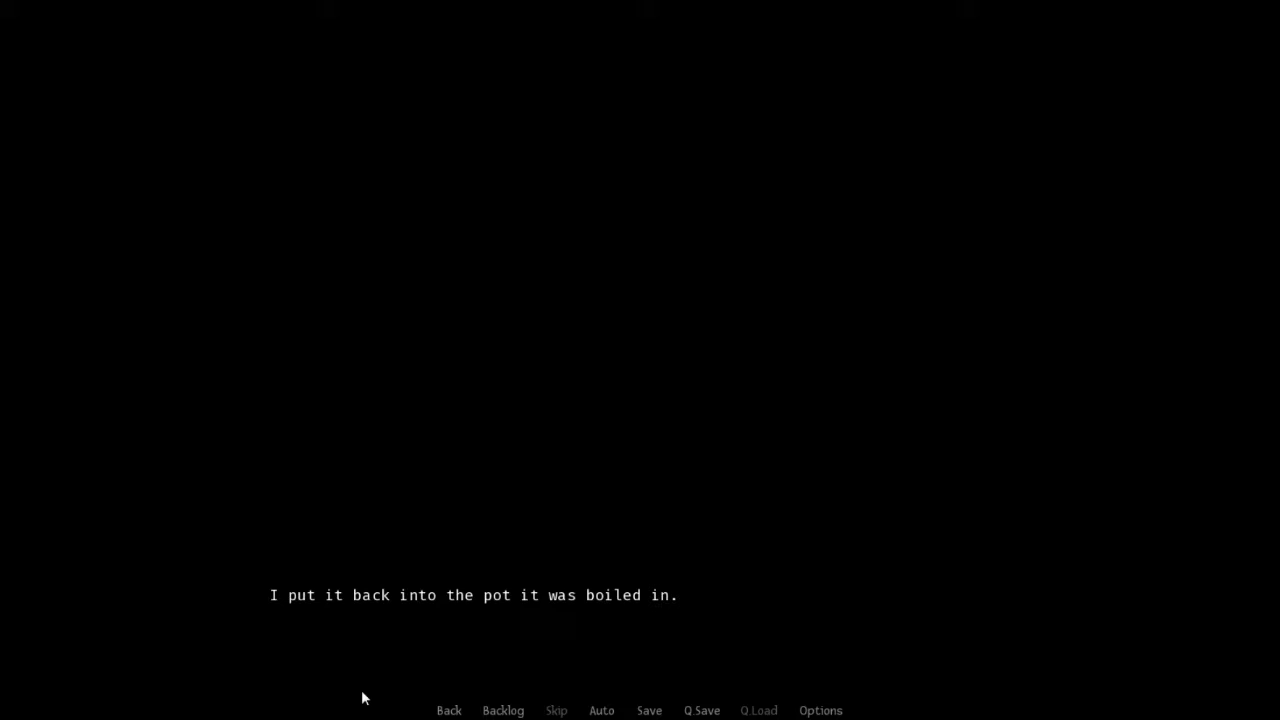 I put it back into the pot it was boiled in.
Back Backlog Skip Auto Save Q.Save Q.Load Options